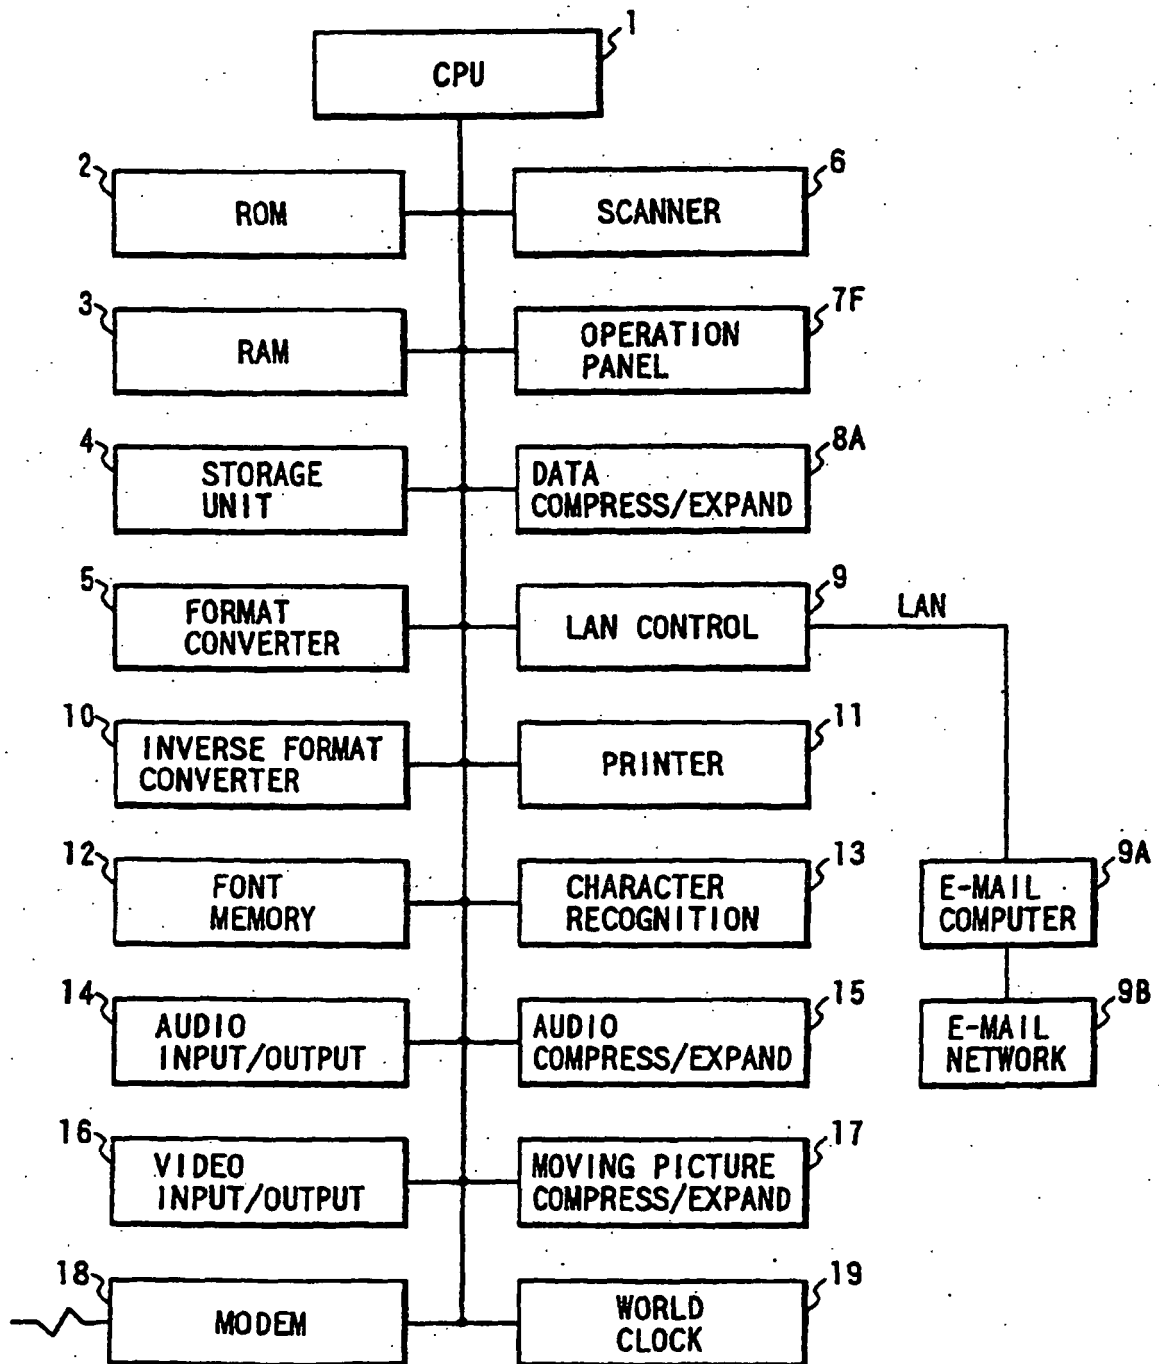 1
CPU
2
ROM
6
SCANNER
3
RAM
7F
OPERATION
PANEL
4
STORAGE
UNIT
8A
DATA
COMPRESS/EXPAND
5
FORMAT
CONVERTER
9
LAN CONTROL
LAN
10
INVERSE FORMAT
CONVERTER
11
PRINTER
12
FONT
MEMORY
13
CHARACTER
RECOGNITION
9A
E-MAIL
COMPUTER
14
AUDIO
INPUT/OUTPUT
15
AUDIO
COMPRESS/EXPAND
9B
E-MAIL
NETWORK
16
VIDEO
INPUT/OUTPUT
17
MOVING PICTURE
COMPRESS/EXPAND
18
MODEM
19
WORLD
CLOCK